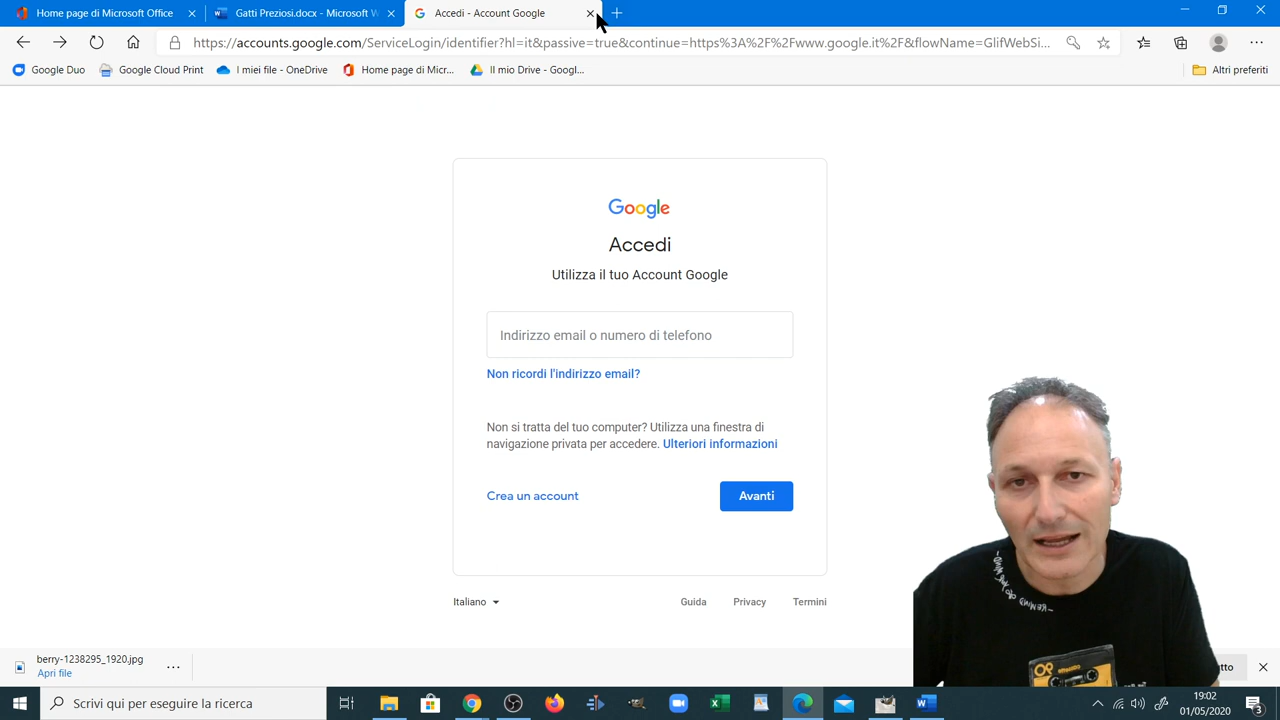 Home page di Microsoft Office
Gatti Preziosi.docx - Microsoft W
Accedi - Account Google
https://accounts.google.com/ServiceLogin/identifier?hl=it&passive=true&continue=https%3A%2F%2Fwww.google.it%2F&flowName=GlifWebSi...
Google Duo
Google Cloud Print
I miei file - OneDrive
Home page di Micr...
Il mio Drive - Googl...
Altri preferiti
Google
Accedi
Utilizza il tuo Account Google
Indirizzo email o numero di telefono
Non ricordi l'indirizzo email?
Non si tratta del tuo computer? Utilizza una finestra di
navigazione privata per accedere. Ulteriori informazioni
Crea un account
Avanti
Italiano
Guida
Privacy
Termini
berry-1238295_1920.jpg
Apri file
tto
Scrivi qui per eseguire la ricerca
19:02
01/05/2020
3